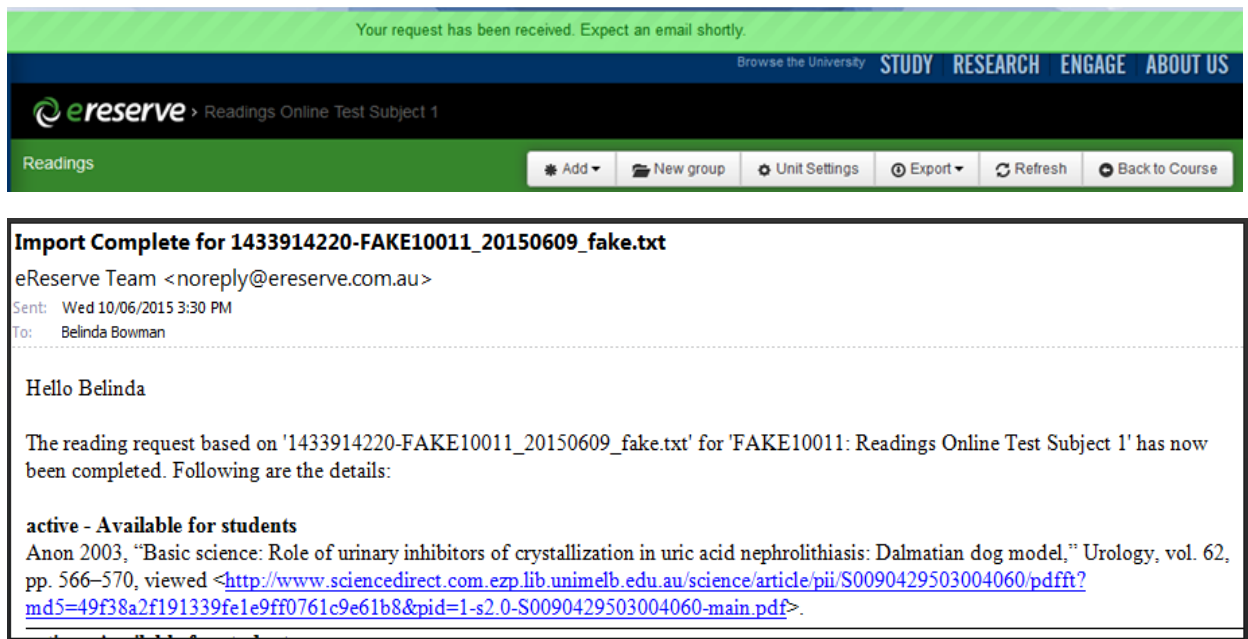 Your request has been received. Expect an email shortly.
Browse the University STUDY RESEARCH ENGAGE ABOUT US
ereserve › Readings Online Test Subject 1
Readings Add New group Unit Settings Export Refresh Back to Course
Import Complete for 1433914220-FAKE10011_20150609_fake.txt
eReserve Team <noreply@ereserve.com.au>
Sent: Wed 10/06/2015 3:30 PM
To: Belinda Bowman
Hello Belinda
The reading request based on '1433914220-FAKE10011_20150609_fake.txt' for 'FAKE10011: Readings Online Test Subject 1' has now
been completed. Following are the details:
active - Available for students
Anon 2003, “Basic science: Role of urinary inhibitors of crystallization in uric acid nephrolithiasis: Dalmatian dog model,” Urology, vol. 62,
pp. 566–570, viewed <http://www.sciencedirect.com.ezp.lib.unimelb.edu.au/science/article/pii/S0090429503004060/pdfft?
md5=49f38a2f191339fe1e9ff0761c9e61b8&pid=1-s2.0-S0090429503004060-main.pdf>.